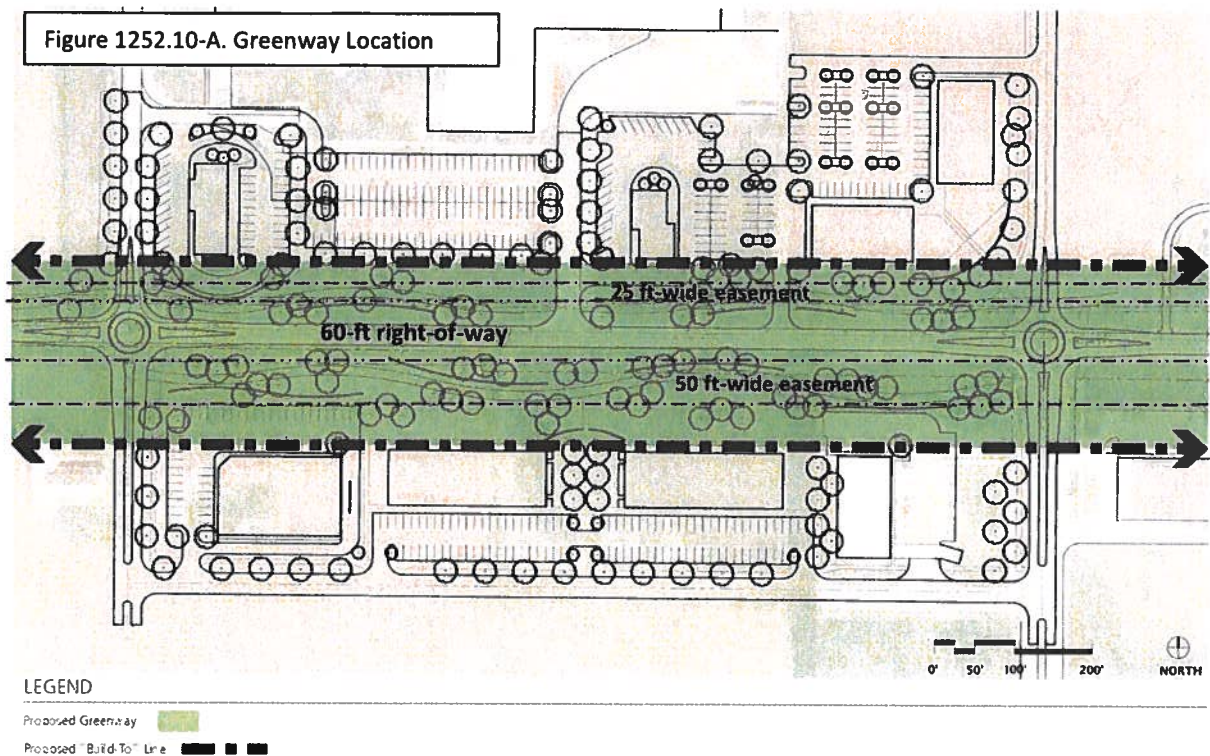 Figure 1252.10-A. Greenway Location
25 ft-wide easement
60-ft right-of-way
50 ft-wide easement
0' 50' 100' 200'
NORTH
LEGEND
Proposed Greenway
Proposed "Build-To" Line